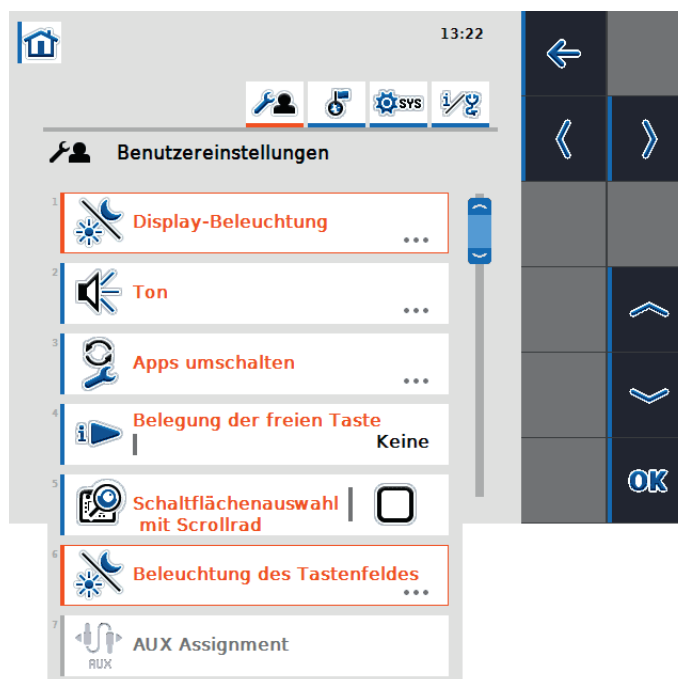 13:22
SYS
i
Benutzereinstellungen
1
Display-Beleuchtung
...
2
Ton
...
3
Apps umschalten
...
4
Belegung der freien Taste
i
Keine
5
Schaltflächenauswahl
mit Scrollrad
6
Beleuchtung des Tastenfeldes
...
7
AUX Assignment
AUX
OK